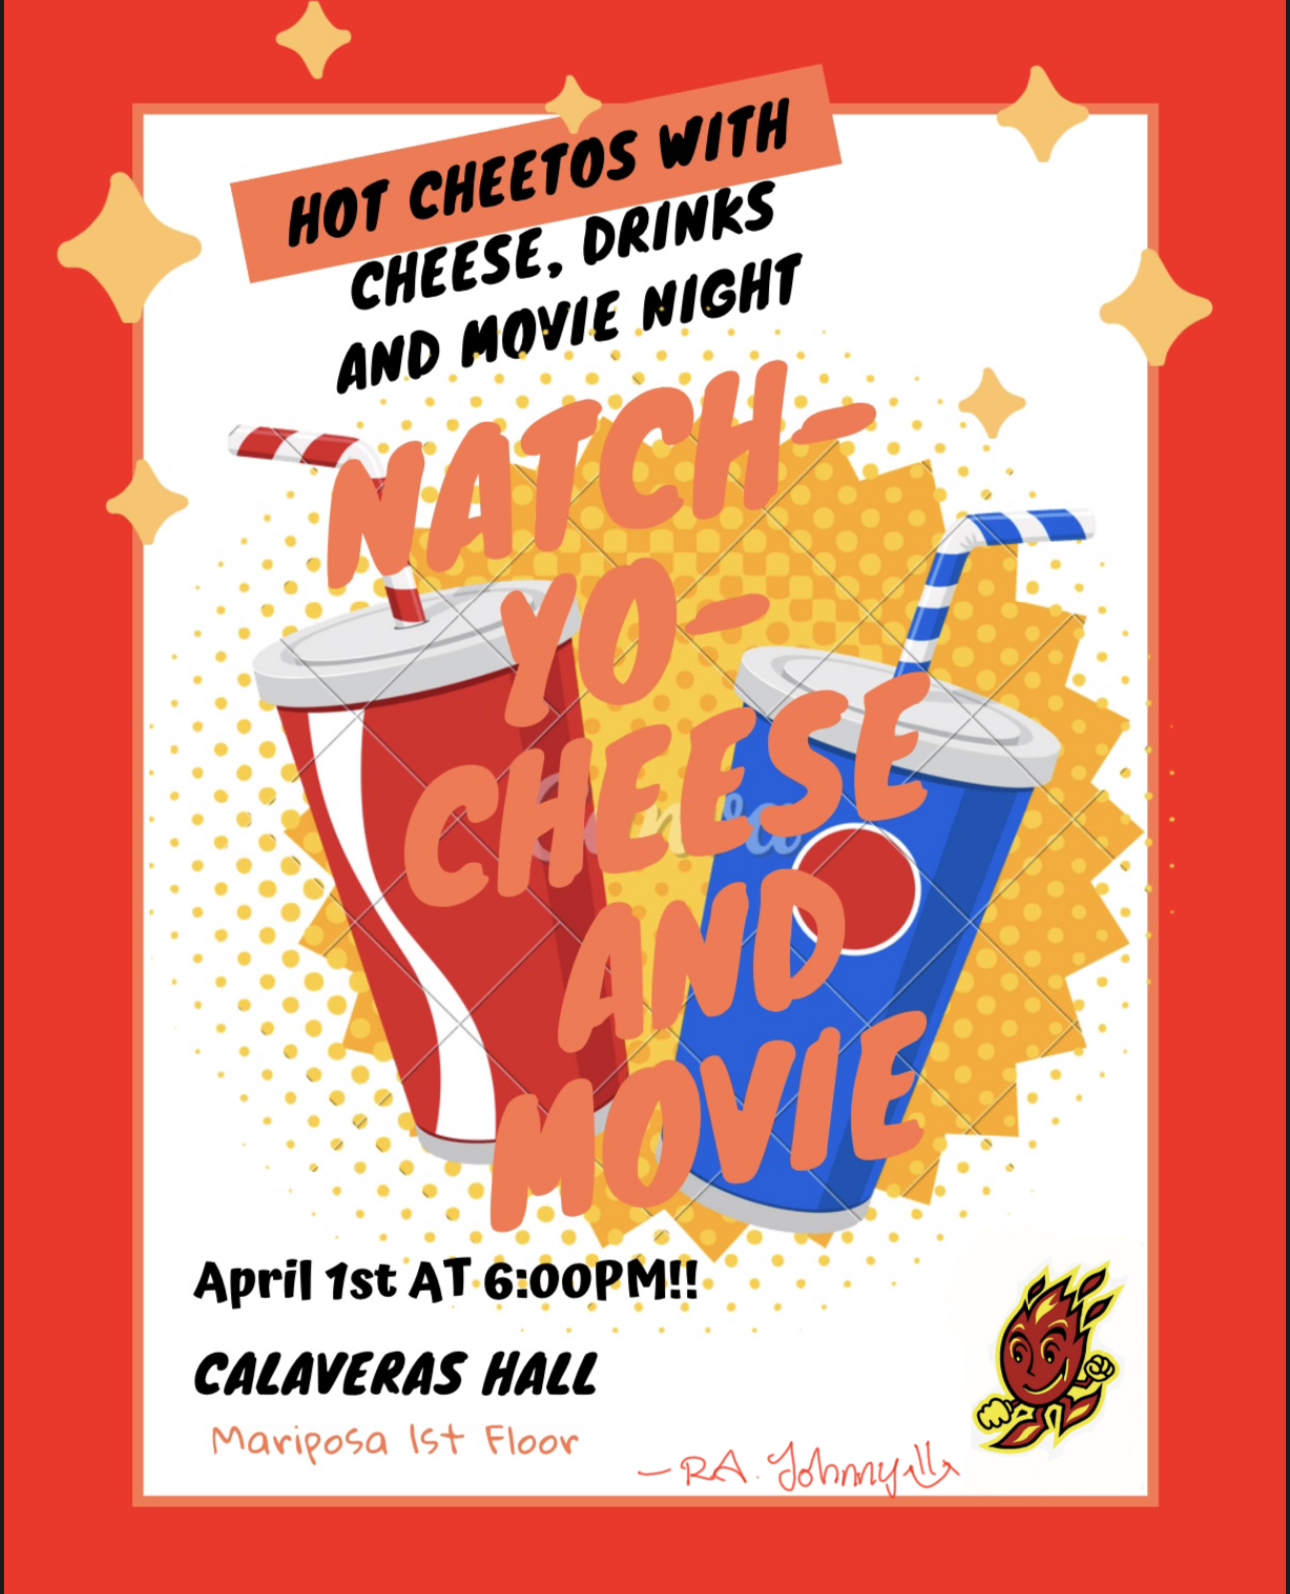 HOT CHEETOS WITH
CHEESE, DRINKS
AND MOVIE NIGHT
NATCH-
YO-
CHEESE
AND
MOVIE
Canva
April 1st AT 6:00PM!!
CALAVERAS HALL
Mariposa 1st Floor
- RA. Johnny